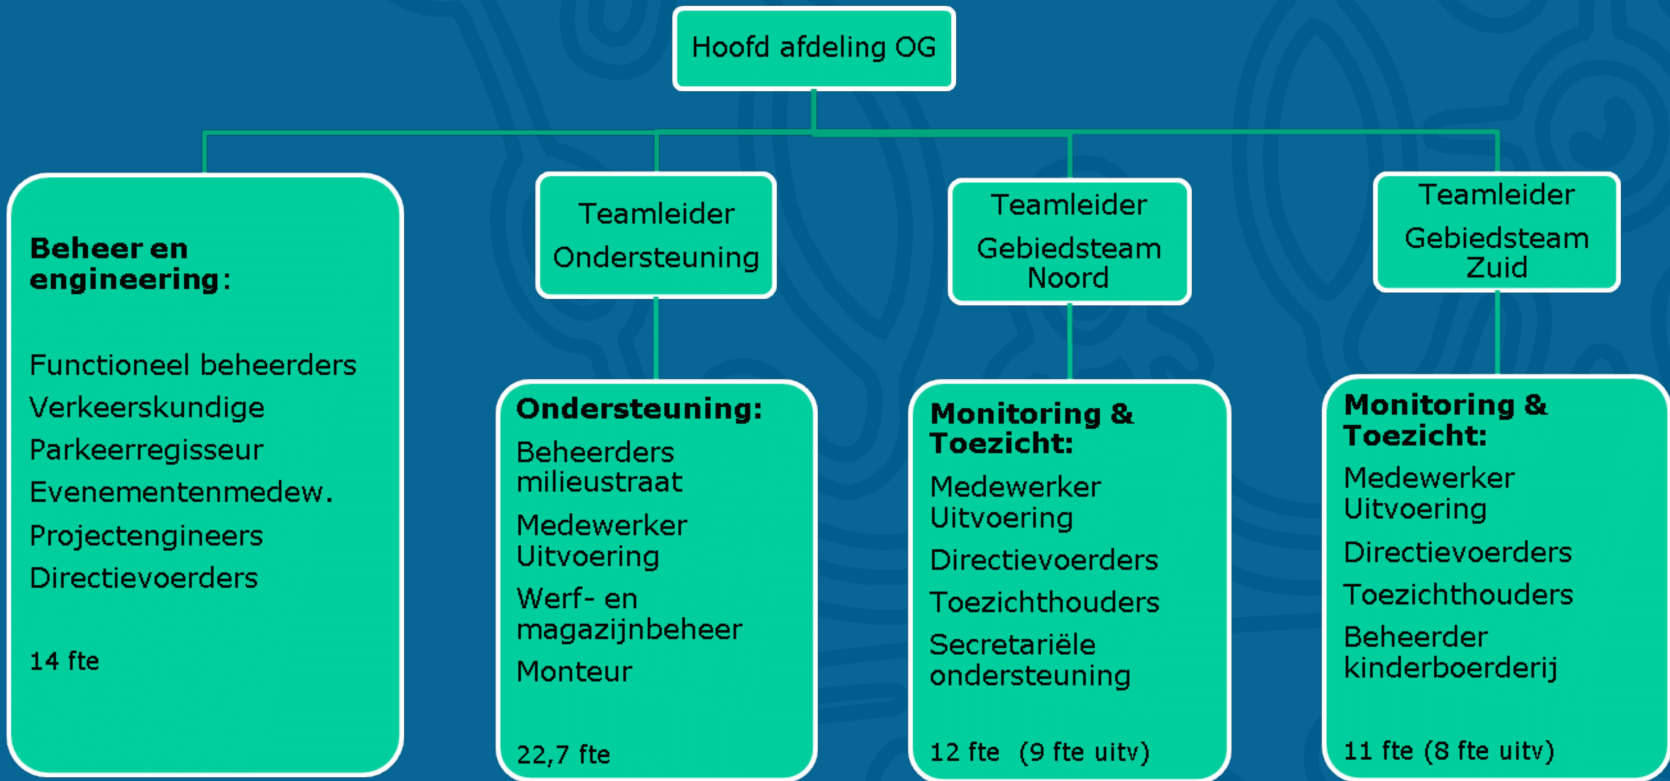 Hoofd afdeling OG
Beheer en
engineering:
Functioneel beheerders
Verkeerskundige
Parkeerregisseur
Evenementenmedew.
Projectengineers
Directievoerders
14 fte
Teamleider
Ondersteuning
Ondersteuning:
Beheerders
milieustraat
Medewerker
Uitvoering
Werf- en
magazijnbeheer
Monteur
22,7 fte
Teamleider
Gebiedsteam
Noord
Monitoring &
Toezicht:
Medewerker
Uitvoering
Directievoerders
Toezichthouders
Secretariële
ondersteuning
12 fte  (9 fte uitv)
Teamleider
Gebiedsteam
Zuid
Monitoring &
Toezicht:
Medewerker
Uitvoering
Directievoerders
Toezichthouders
Beheerder
kinderboerderij
11 fte (8 fte uitv)